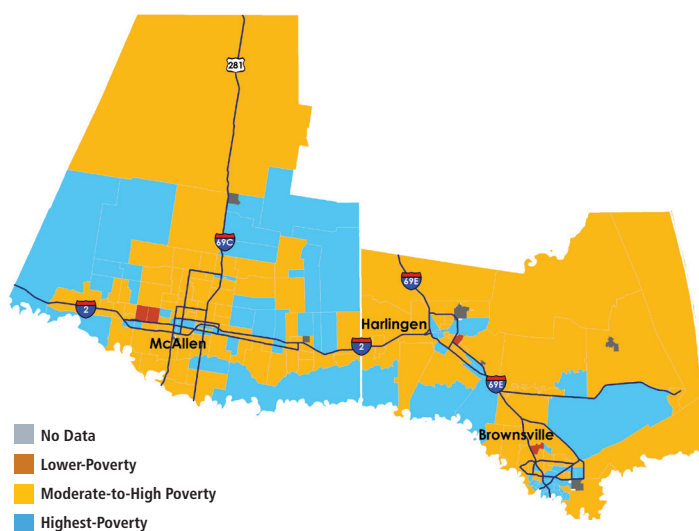 281
69C
69E
2
Harlingen
McAllen
2
69E
Brownsville
No Data
Lower-Poverty
Moderate-to-High Poverty
Highest-Poverty